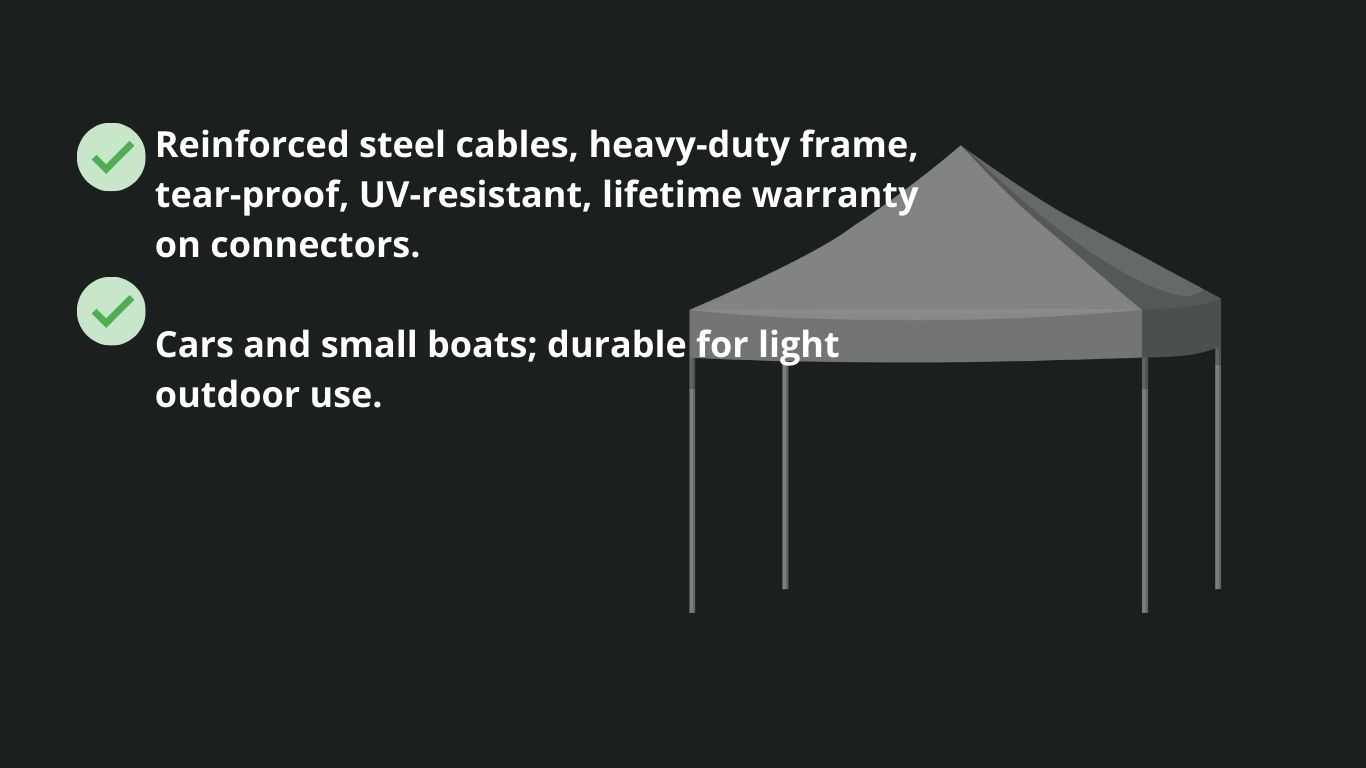 Reinforced steel cables, heavy-duty frame,
tear-proof, UV-resistant, lifetime warranty
on connectors.
Cars and small boats; durable for light
outdoor use.